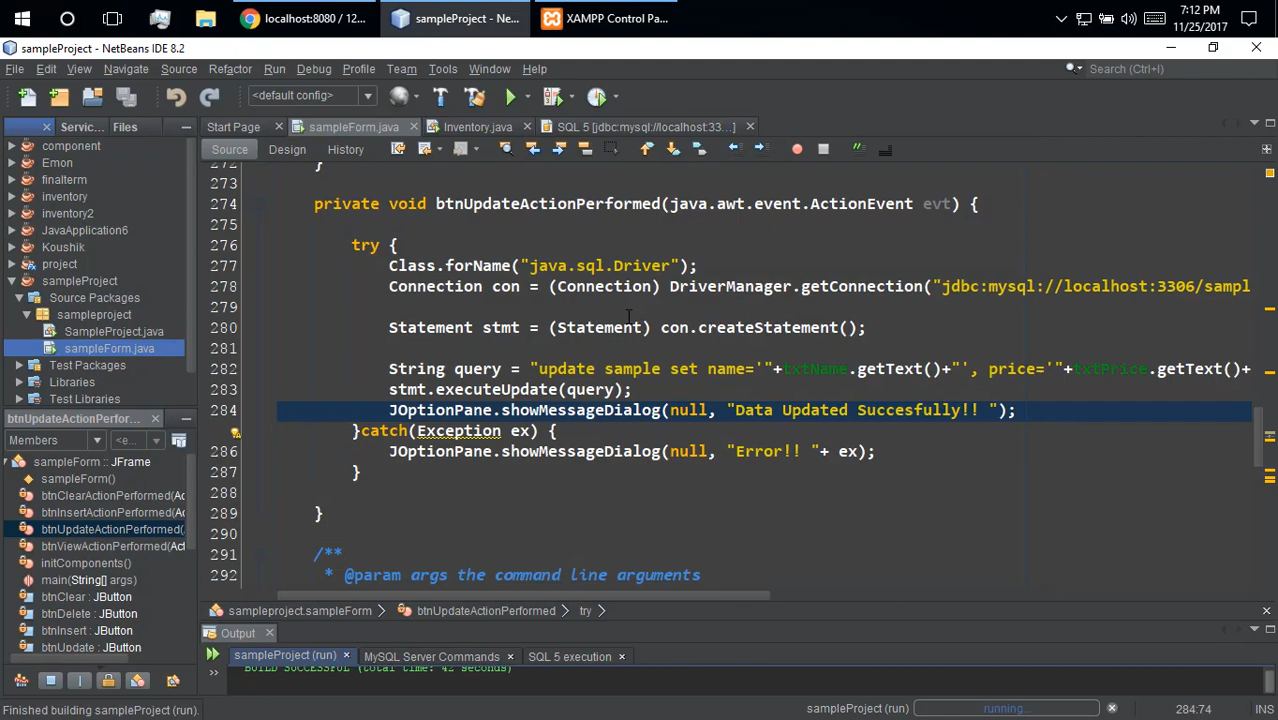 localhost:8080 / 12...
sampleProject - Ne...
XAMPP Control Pa...
7:12 PM
11/25/2017
sampleProject - NetBeans IDE 8.2
File Edit View Navigate Source Refactor Run Debug Profile Team Tools Window Help
Search (Ctrl+I)
<default config>
Servic... Files
Start Page sampleForm.java Inventory.java SQL 5 [jdbc:mysql://localhost:33...]
Source Design History
component
Emon
finalterm
inventory
inventory2
JavaApplication6
Koushik
project
sampleProject
Source Packages
sampleproject
SampleProject.java
sampleForm.java
Test Packages
Libraries
Test Libraries
272 }
273
274 private void btnUpdateActionPerformed(java.awt.event.ActionEvent evt) {
275
276 try {
277 Class.forName("java.sql.Driver");
278 Connection con = (Connection) DriverManager.getConnection("jdbc:mysql://localhost:3306/sampl
279
280 Statement stmt = (Statement) con.createStatement();
281
282 String query = "update sample set name='"+txtName.getText()+"', price='"+txtPrice.getText()+
283 stmt.executeUpdate(query);
284 JOptionPane.showMessageDialog(null, "Data Updated Succesfully!! ");
}catch(Exception ex) {
286 JOptionPane.showMessageDialog(null, "Error!! "+ ex);
287 }
288
289 }
290
291 /**
292 * @param args the command line arguments
btnUpdateActionPerfor...
Members <e...
sampleForm :: JFrame
sampleForm()
btnClearActionPerformed(Ac
btnInsertActionPerformed(Ac
btnUpdateActionPerformed(
btnViewActionPerformed(Act
initComponents()
main(String[] args)
btnClear : JButton
btnDelete : JButton
btnInsert : JButton
btnUpdate : JButton
sampleproject.sampleForm btnUpdateActionPerformed try
Output
sampleProject (run) MySQL Server Commands SQL 5 execution
BUILD SUCCESSFUL (total time: 42 seconds)
Finished building sampleProject (run).
sampleProject (run)
running...
284:74
INS